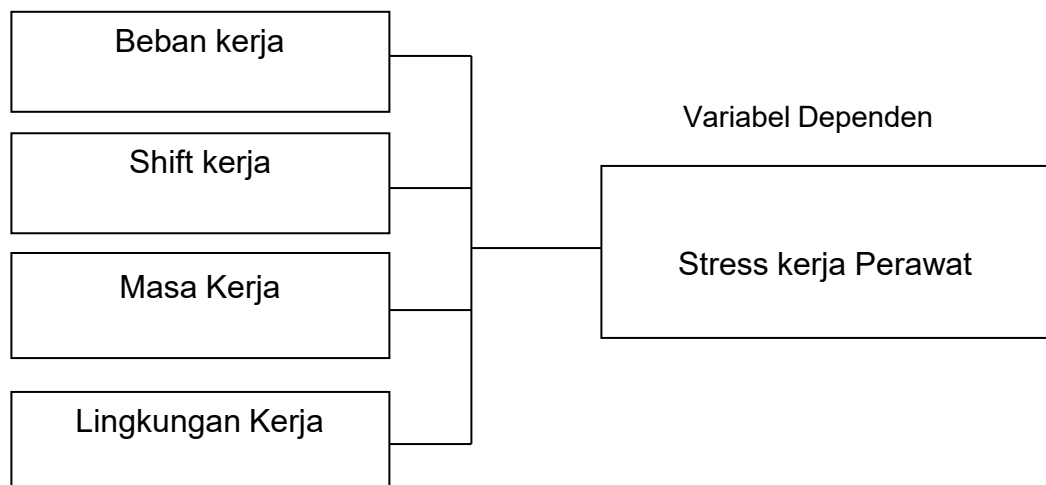 Beban kerja
Shift kerja
Masa Kerja
Lingkungan Kerja
Variabel Dependen
Stress kerja Perawat